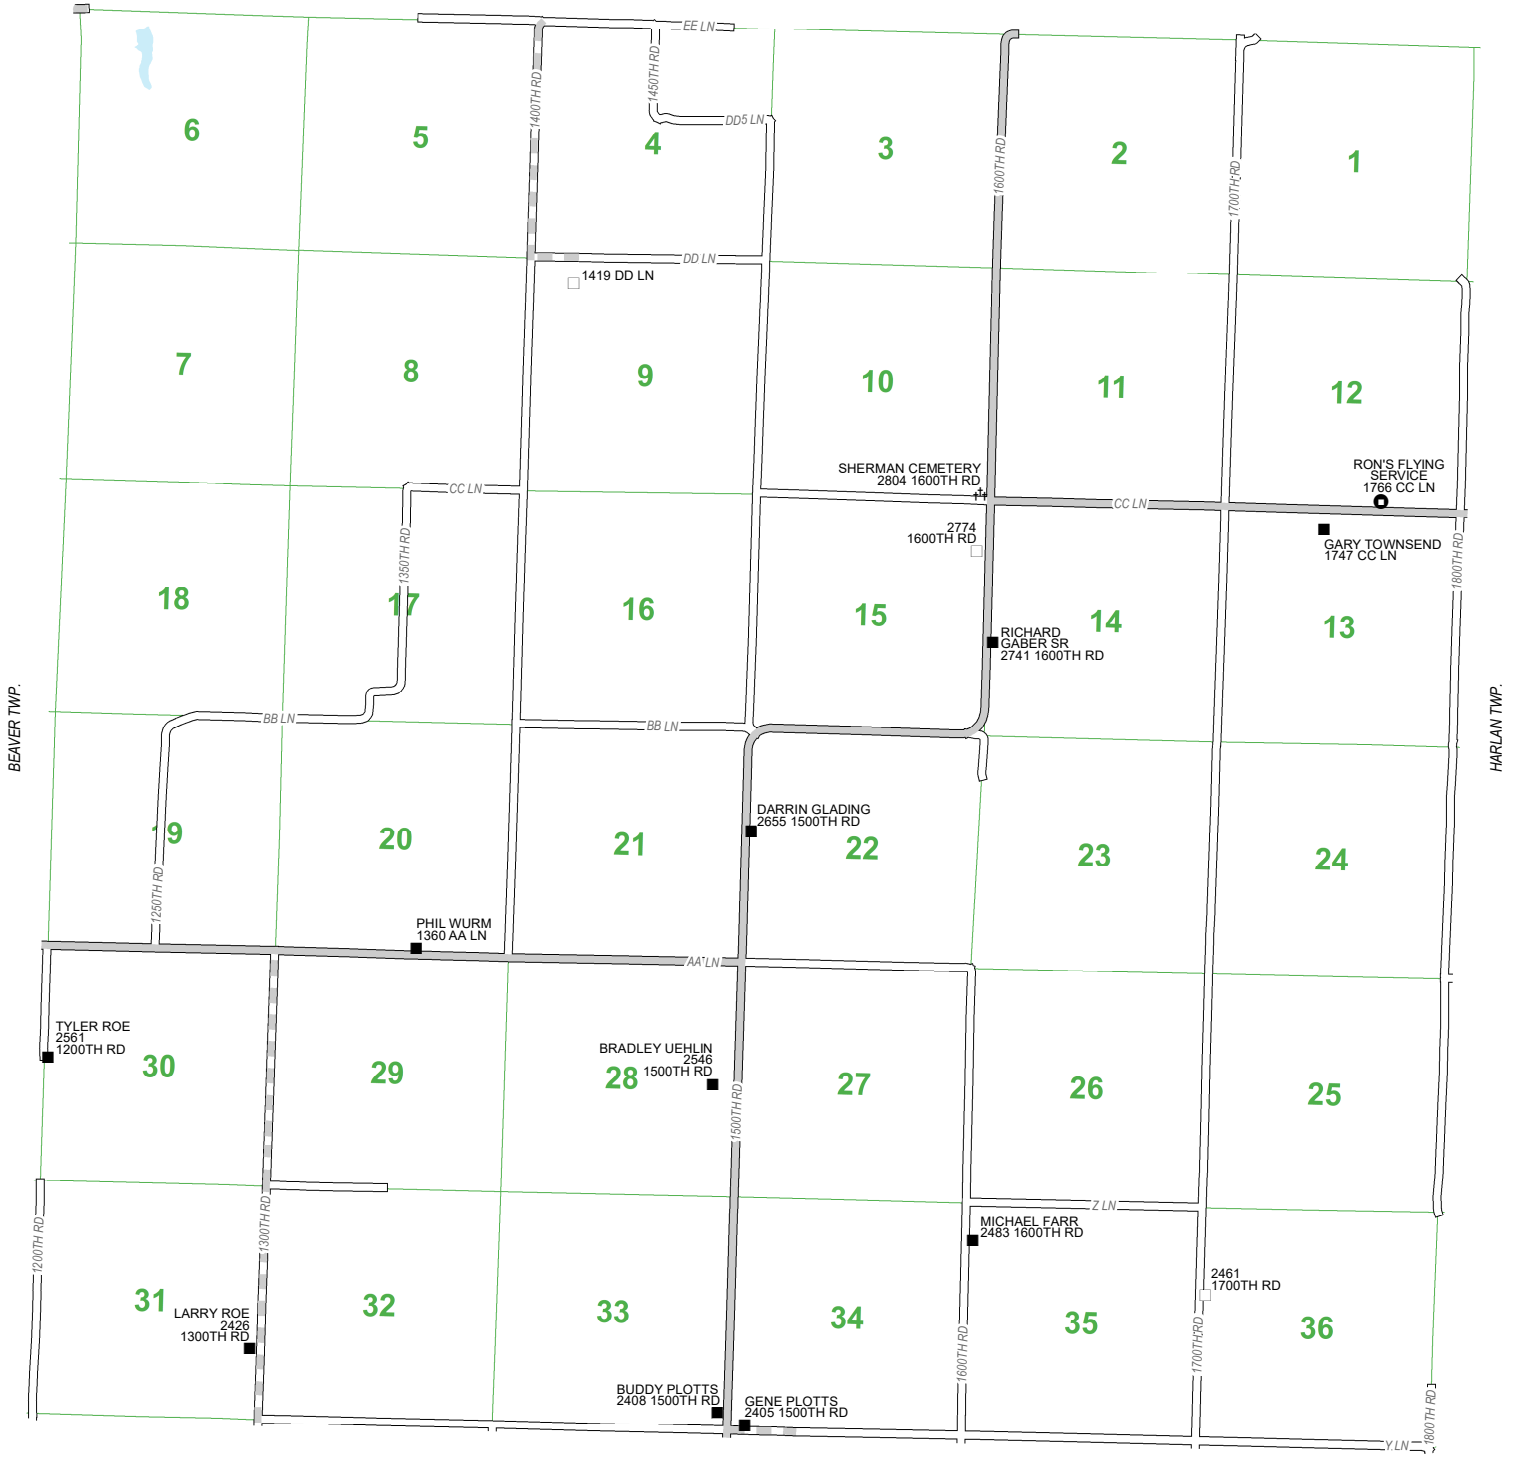 EE LN
1400TH RD
1450TH RD
DD5 LN
1600TH RD
1700TH RD
6
5
4
3
2
1
DD LN
1419 DD LN
7
8
9
10
11
12
SHERMAN CEMETERY
2804 1600TH RD
RON'S FLYING
SERVICE
1766 CC LN
CC LN
CC LN
2774
1600TH RD
GARY TOWNSEND
1747 CC LN
1350TH RD
1800TH RD
18
17
16
15
14
13
RICHARD
GABER SR
2741 1600TH RD
BEAVER TWP.
HARLAN TWP.
BB LN
BB LN
DARRIN GLADING
2655 1500TH RD
19
20
21
22
23
24
1250TH RD
PHIL WURM
1360 AA LN
AA LN
TYLER ROE
2561
1200TH RD
BRADLEY UEHLIN
2546
1500TH RD
30
29
28
27
26
25
1500TH RD
1200TH RD
1300TH RD
Z LN
MICHAEL FARR
2483 1600TH RD
2461
1700TH RD
31
32
33
34
35
36
LARRY ROE
2426
1300TH RD
1600TH RD
1700TH RD
BUDDY PLOTTS
2408 1500TH RD
GENE PLOTTS
2405 1500TH RD
1800TH RD
Y LN